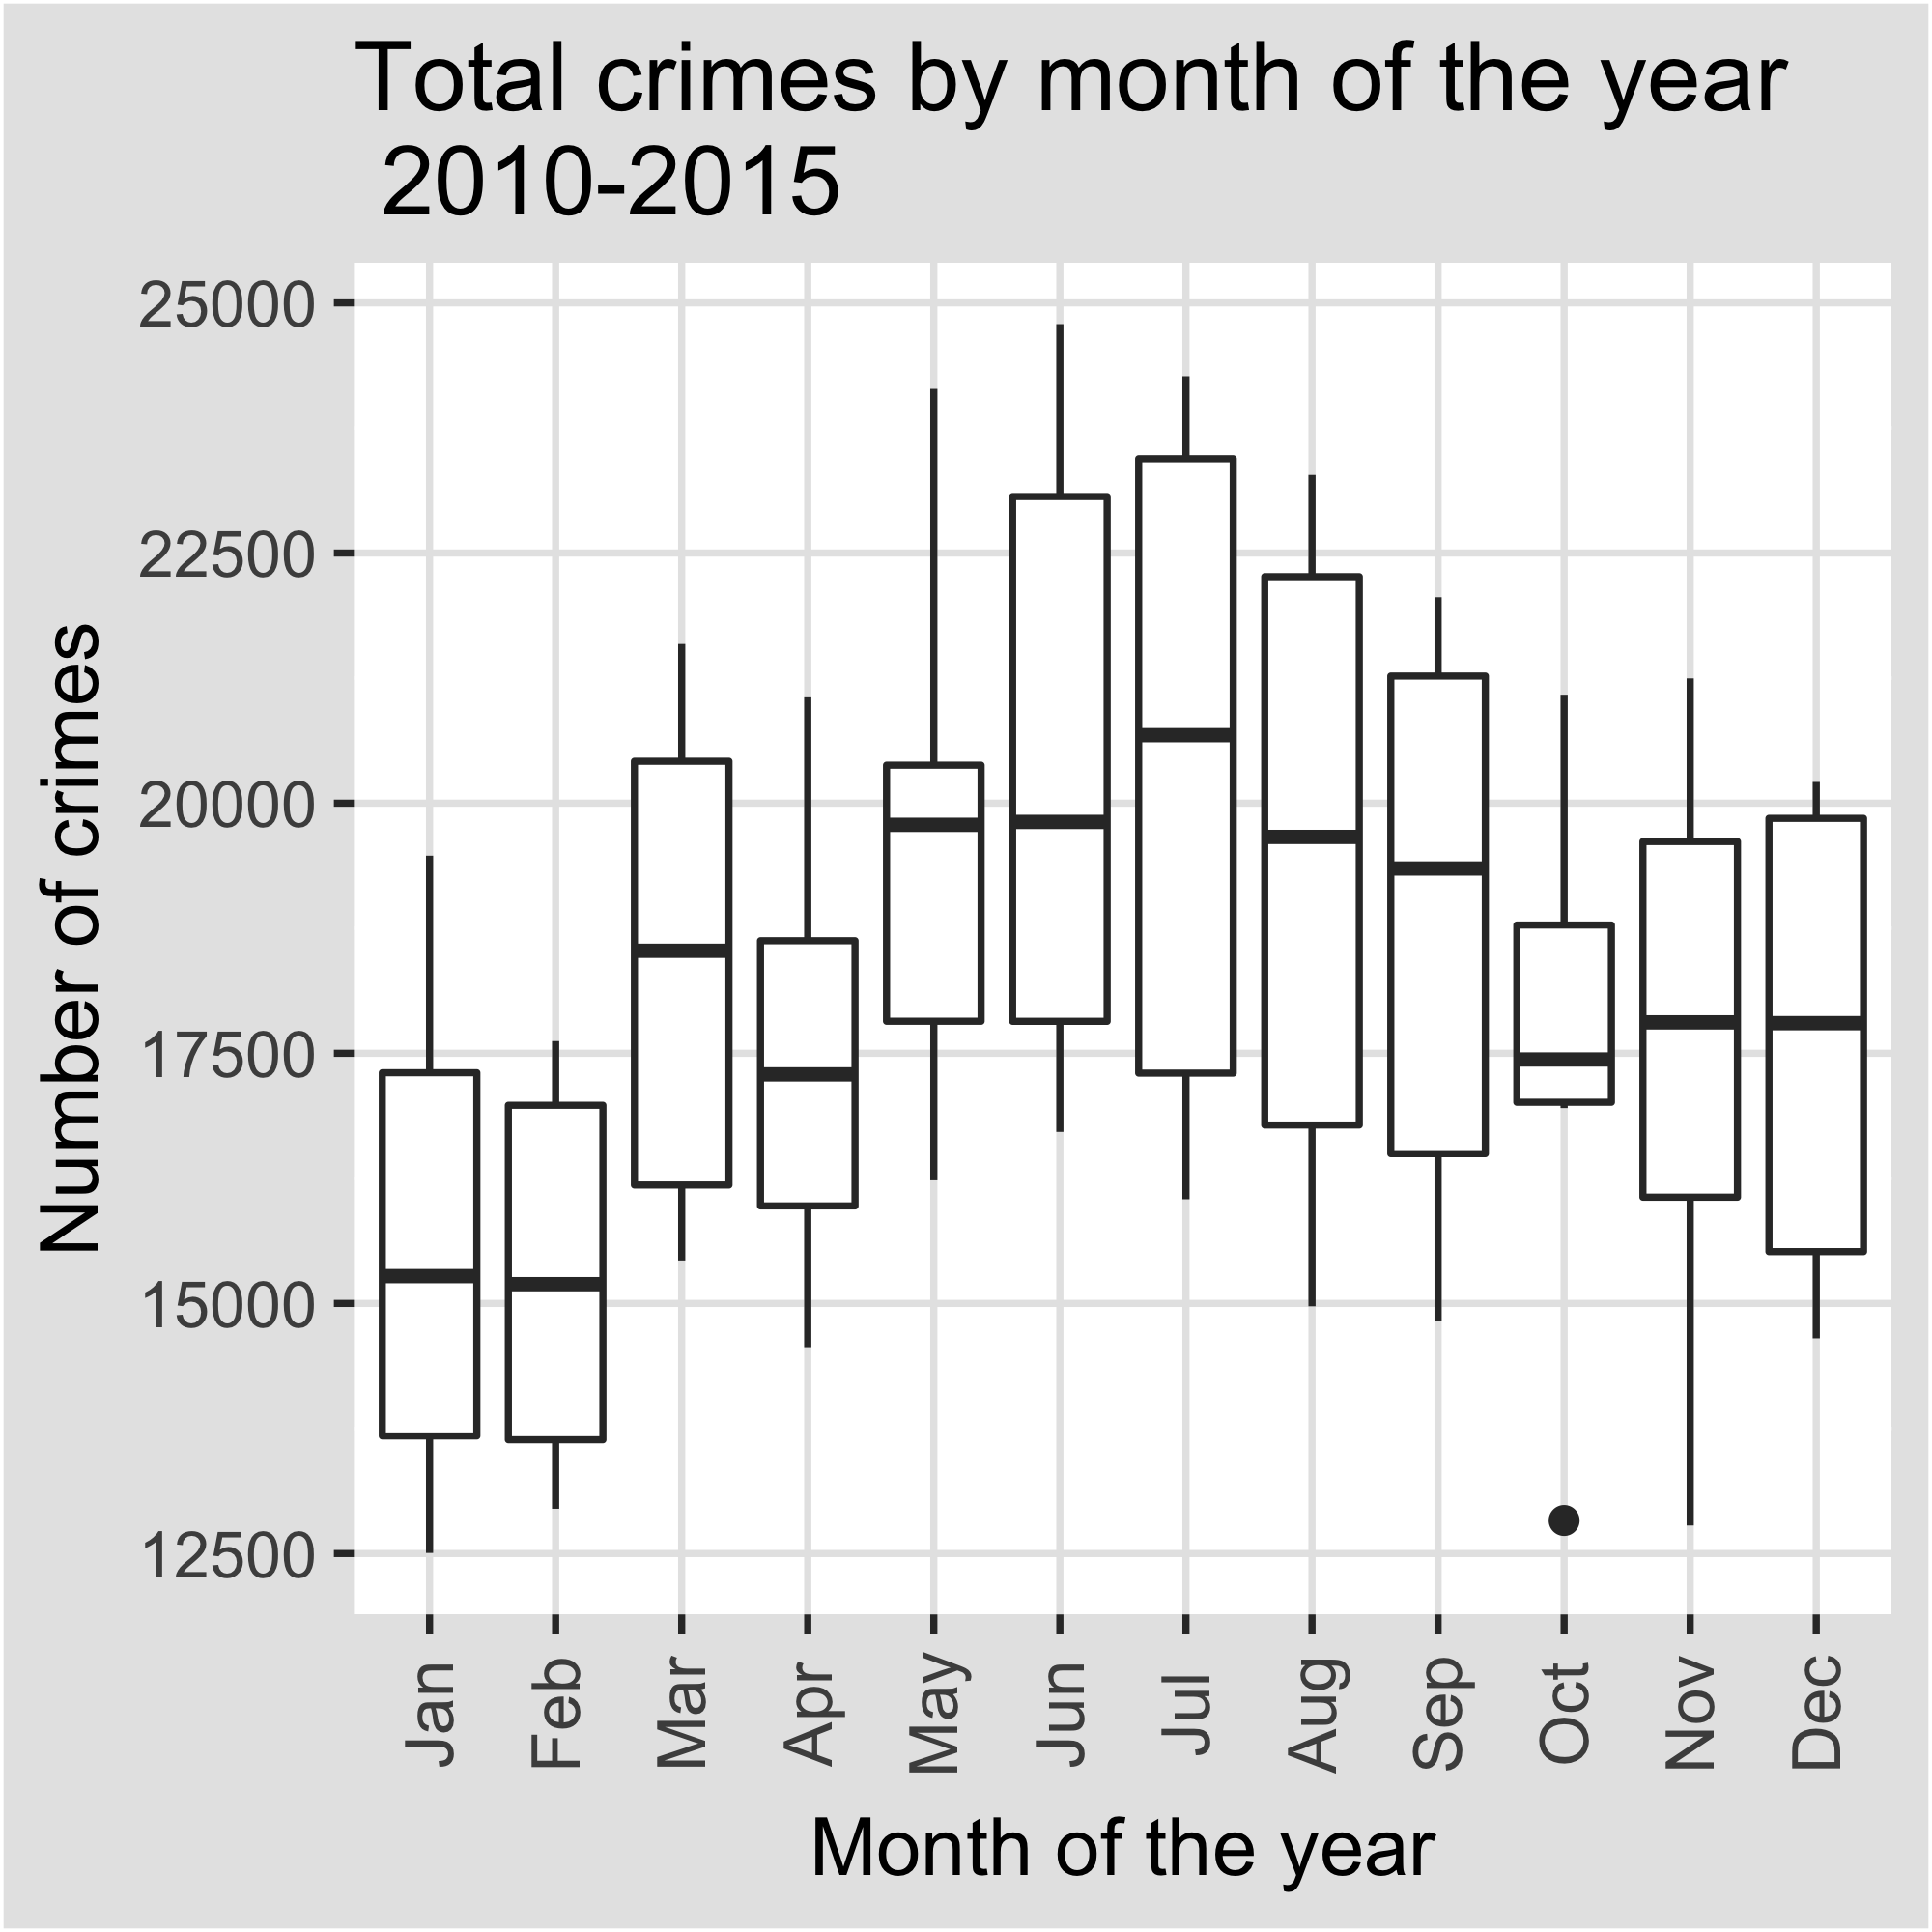 Total crimes by month of the year
2010-2015
Number of crimes
25000
22500
20000
17500
15000
12500
Jan
Feb
Mar
Apr
May
Jun
Jul
Aug
Sep
Oct
Nov
Dec
Month of the year